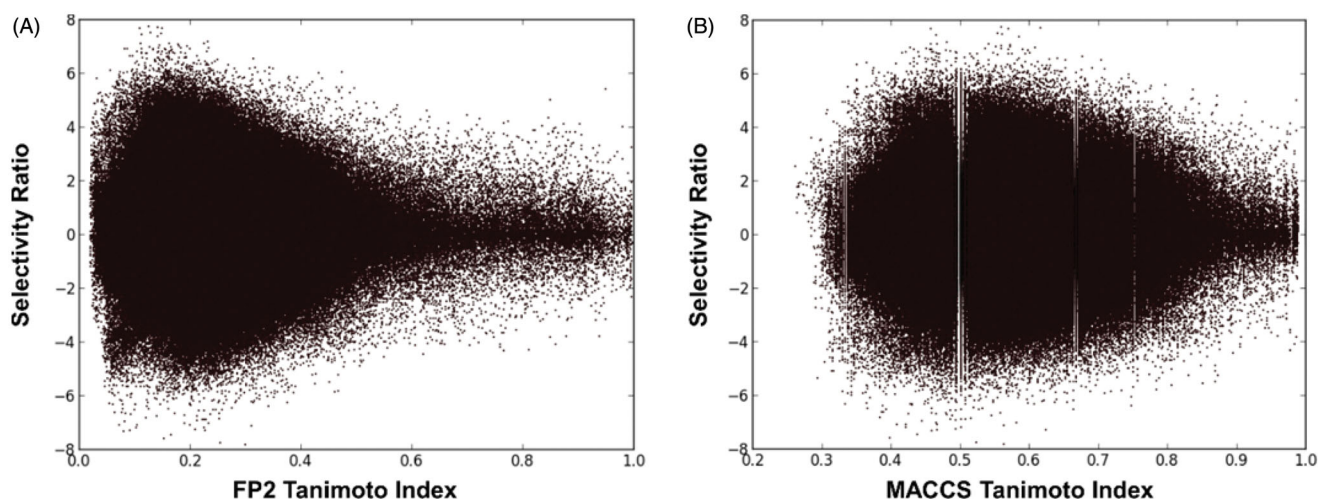 (A)
Selectivity Ratio
8
6
4
2
0
−2
−4
−6
−8
0.0 0.2 0.4 0.6 0.8 1.0
FP2 Tanimoto Index
(B)
Selectivity Ratio
8
6
4
2
0
−2
−4
−6
−8
0.2 0.3 0.4 0.5 0.6 0.7 0.8 0.9 1.0
MACCS Tanimoto Index